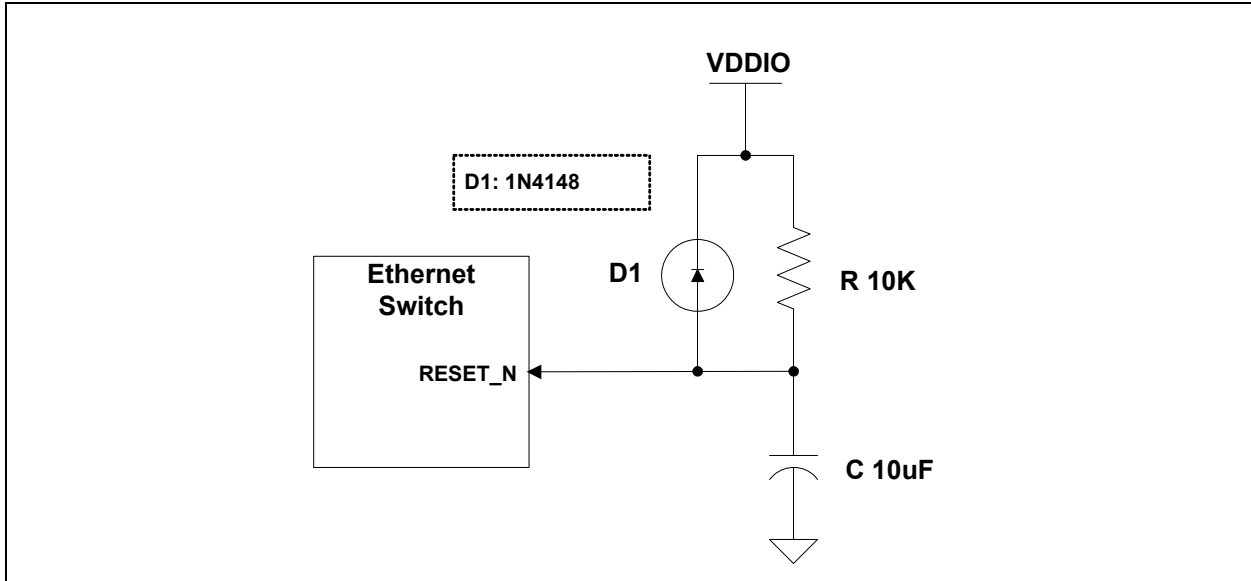 VDDIO
D1: 1N4148
D1
R 10K
Ethernet
Switch
RESET_N
C 10uF